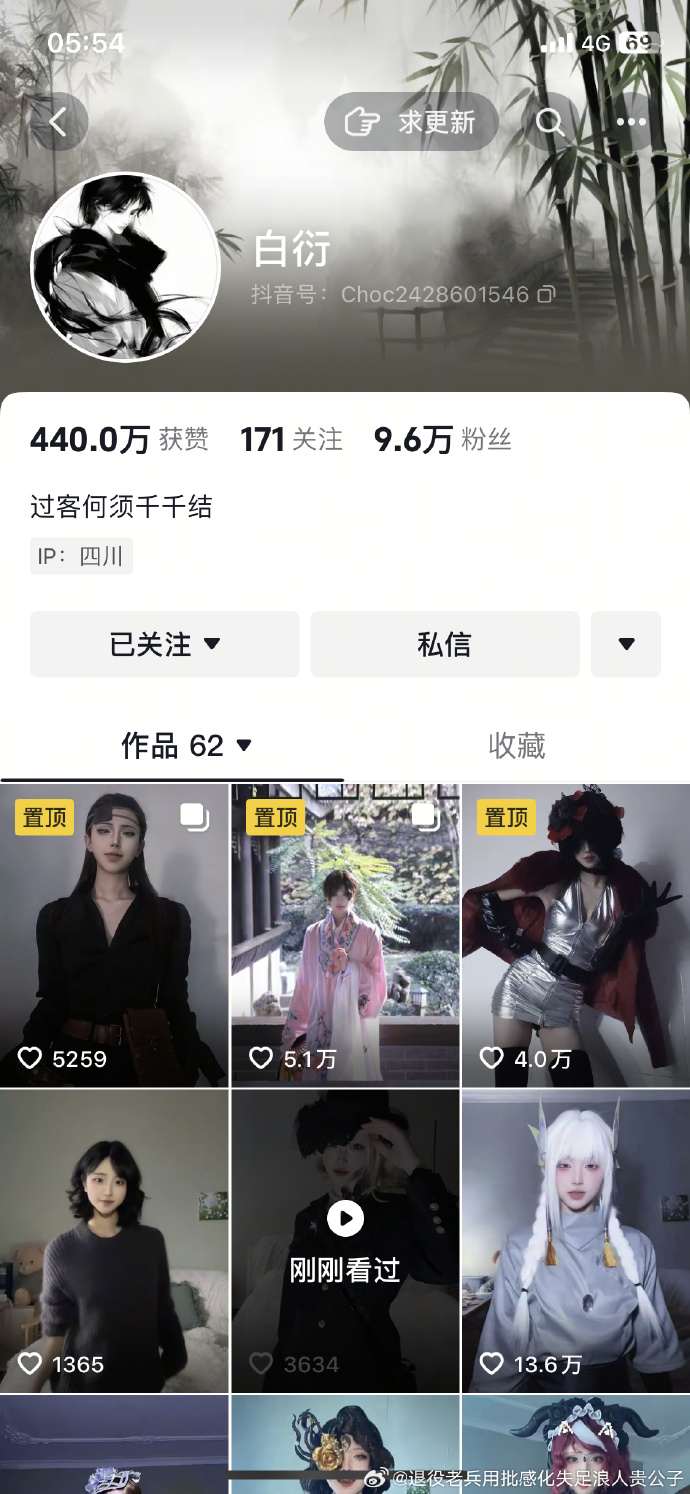 05:54
4G 69
求更新
白衍
抖音号：Choc2428601546
440.0万 获赞 171 关注 9.6万 粉丝
过客何须千千结
IP：四川
已关注 私信
作品 62 收藏
置顶 置顶 置顶
5259 5.1万 4.0万
刚刚看过
1365 3634 13.6万
@退役老兵用批感化失足浪人贵公子